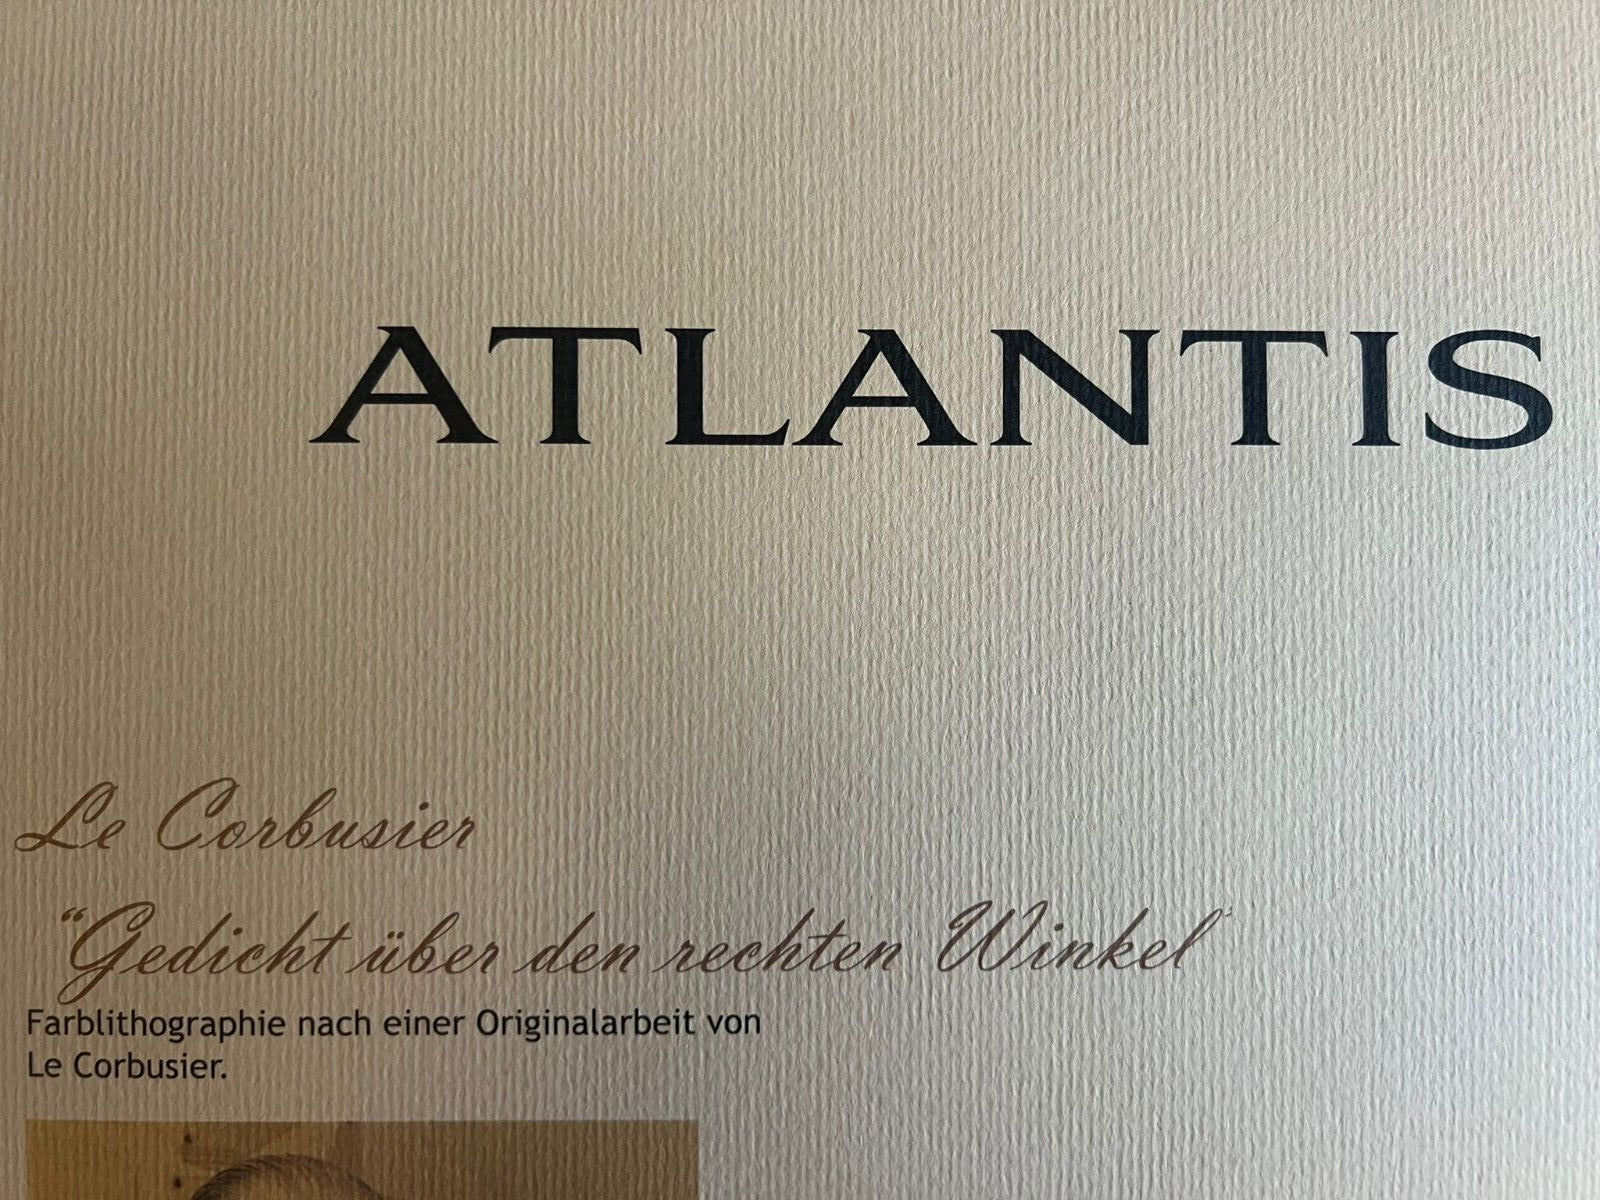 ATLANTIS
Le Corbusier
“Gedicht über den rechten Winkel”
Farblithographie nach einer Originalarbeit von
Le Corbusier.